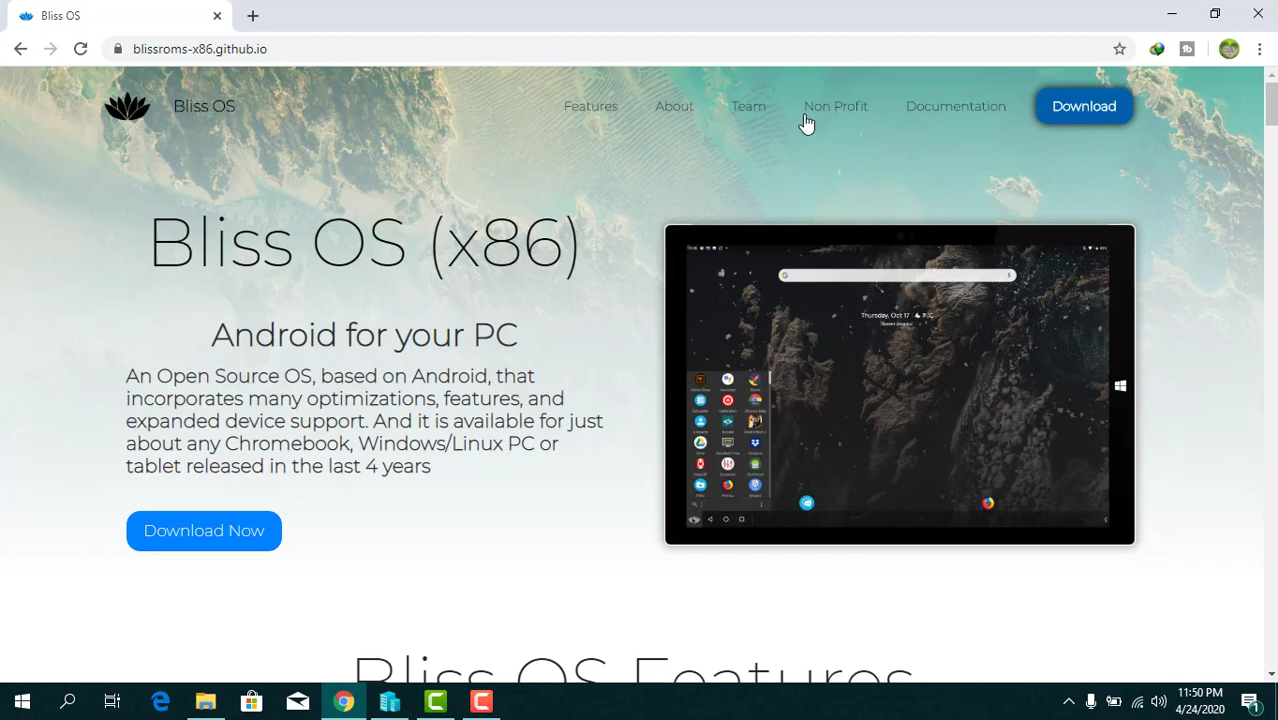 Bliss OS
blissroms-x86.github.io
Bliss OS
Features
About
Team
Non Profit
Documentation
Download
Bliss OS (x86)
Android for your PC
An Open Source OS, based on Android, that
incorporates many optimizations, features, and
expanded device support. And it is available for just
about any Chromebook, Windows/Linux PC or
tablet released in the last 4 years
Download Now
Thursday, Oct 17
Bliss OS Features
11:50 PM
4/24/2020